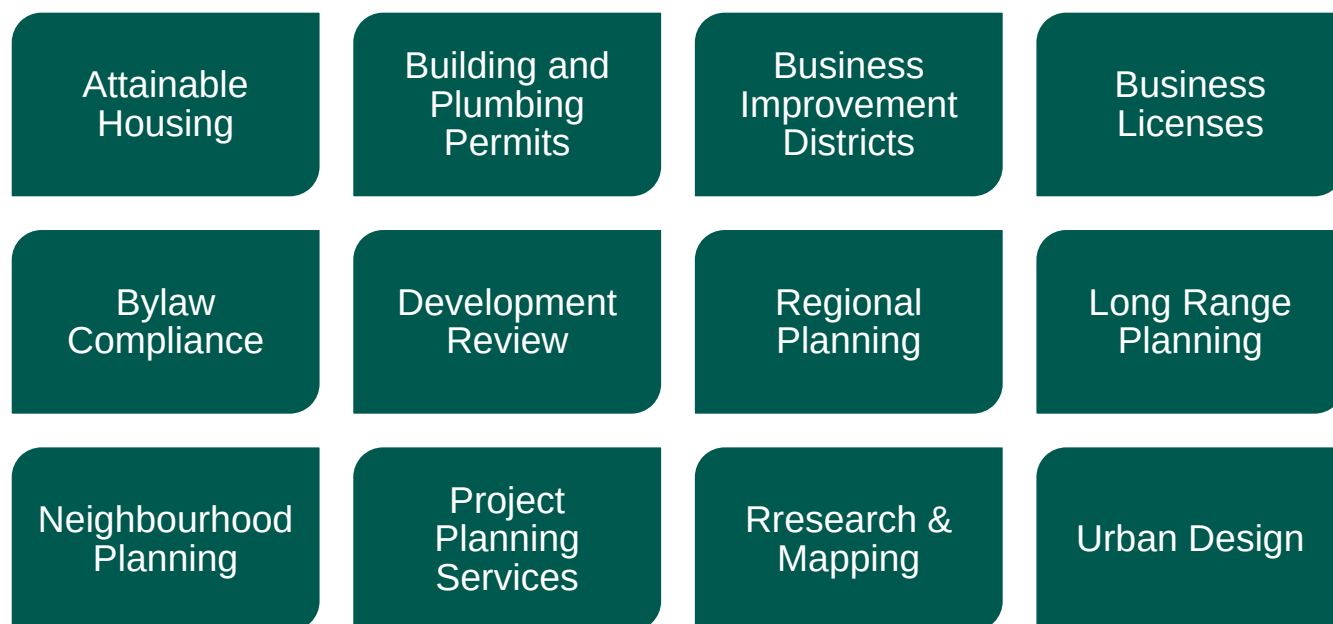 Attainable
Housing
Building and
Plumbing
Permits
Business
Improvement
Districts
Business
Licenses
Bylaw
Compliance
Development
Review
Regional
Planning
Long Range
Planning
Neighbourhood
Planning
Project
Planning
Services
Rresearch &
Mapping
Urban Design